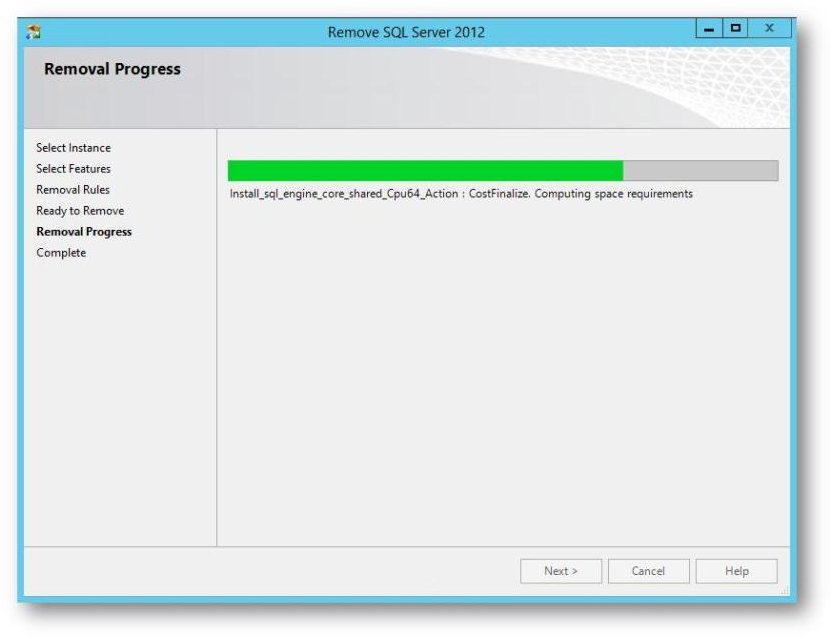 Remove SQL Server 2012
Removal Progress
Select Instance
Select Features
Removal Rules
Ready to Remove
Removal Progress
Complete
Install_sql_engine_core_shared_Cpu64_Action : CostFinalize. Computing space requirements
Next >
Cancel
Help